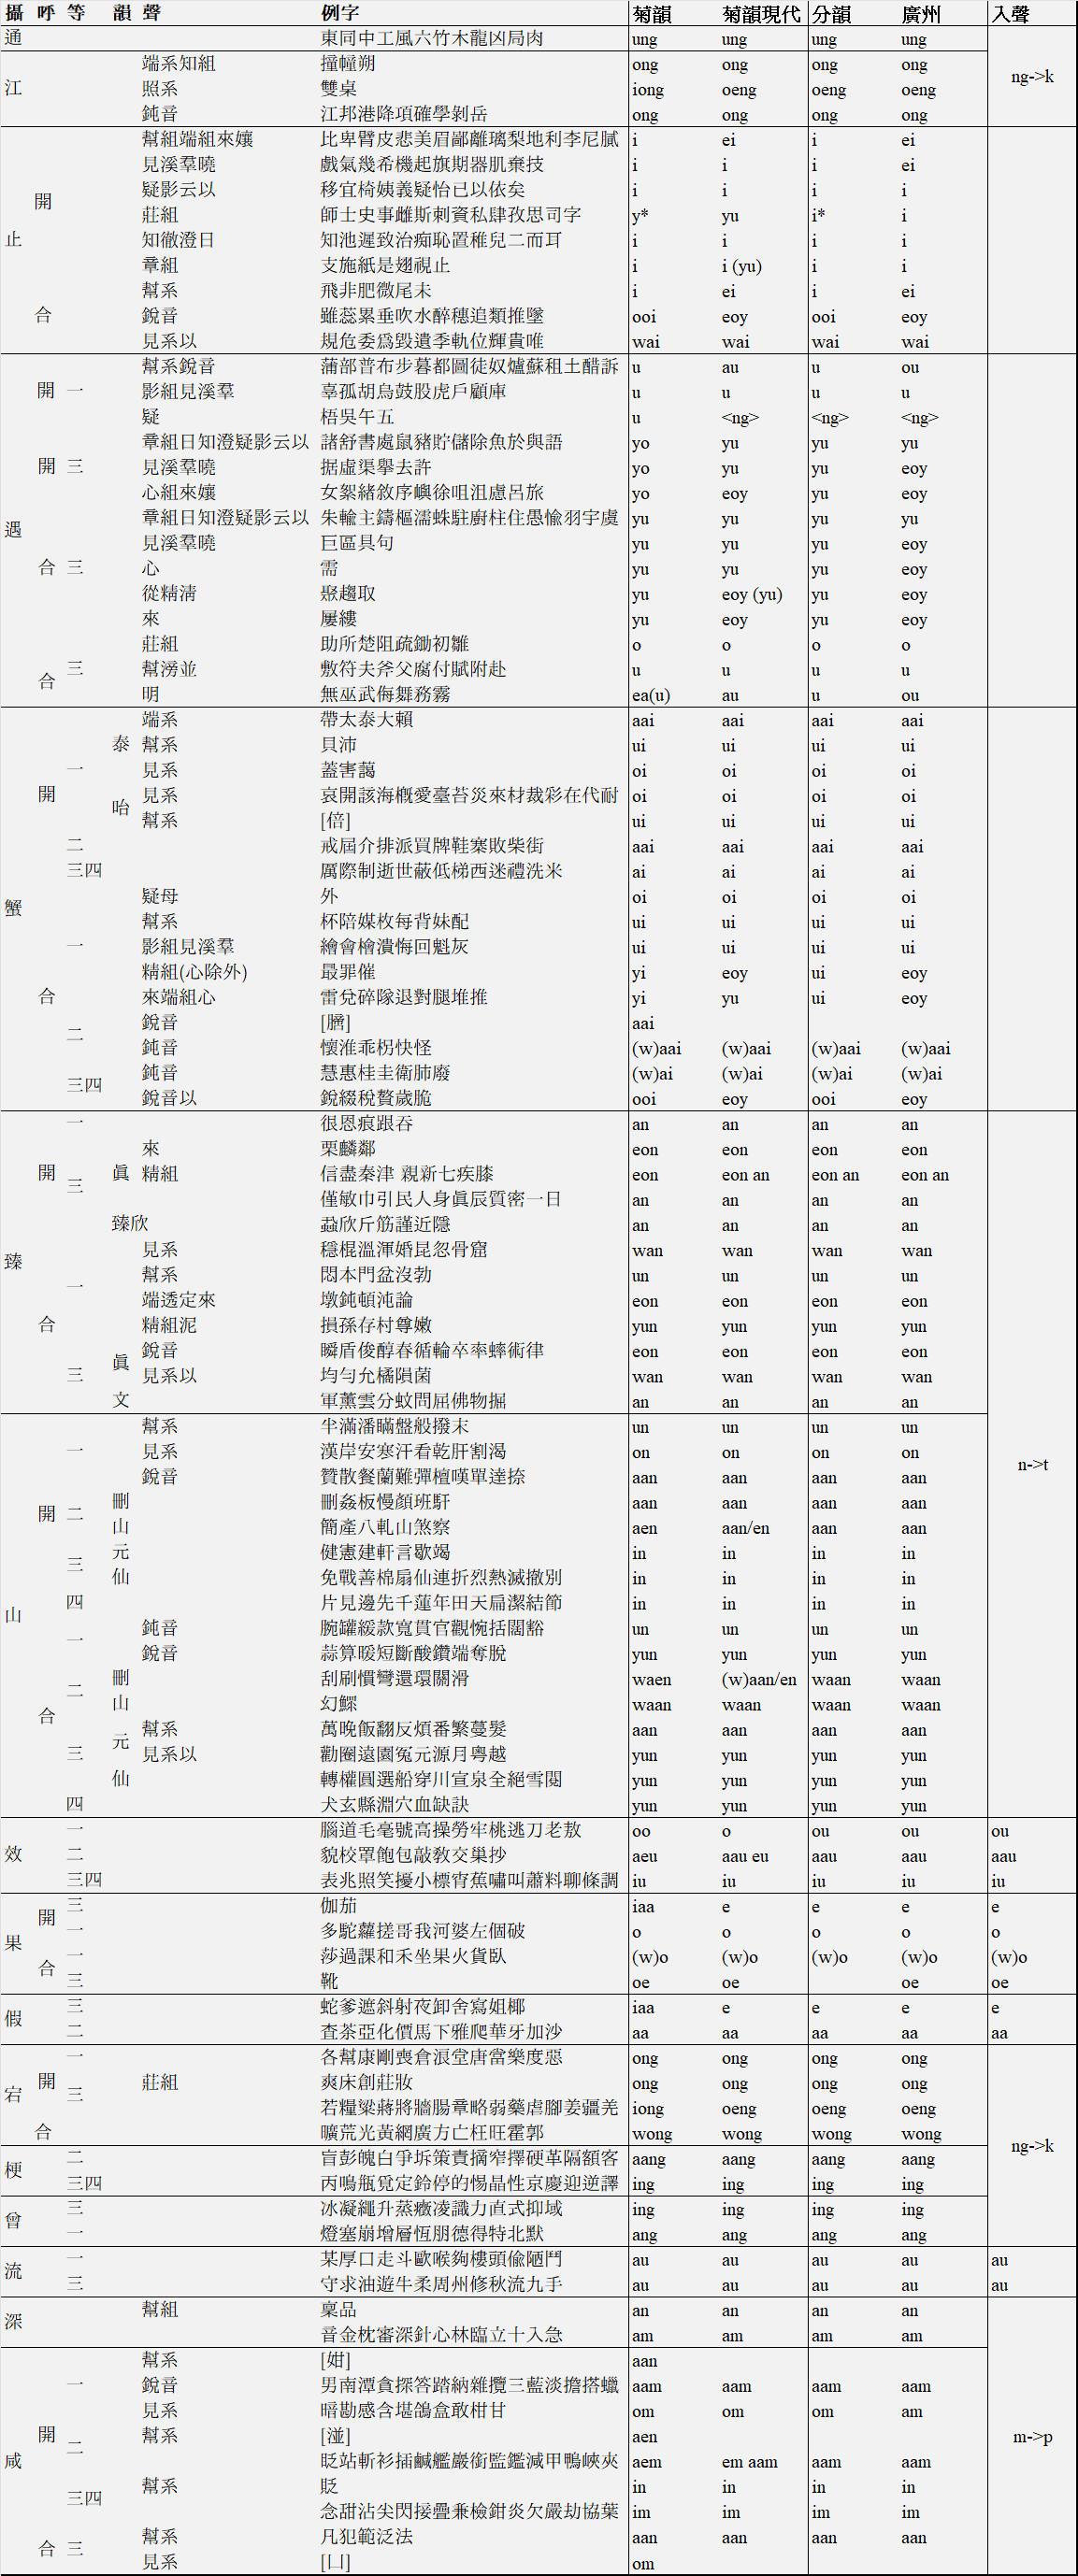 攝 呼 等 韻 聲 例字 菊韻 菊韻現代 分韻 廣州 入聲
通 東同中工風六竹木龍凶局肉 ung ung ung ung
端系知組 撞幢朔 ong ong ong ong ng->k
江 照系 雙桌 iong oeng oeng oeng
鈍音 江邦港降項確學剝岳 ong ong ong ong
幫組端組來孃 比卑臂皮悲美眉鄙離璃梨地利李尼膩 i ei i ei
見溪羣曉 戲氣幾希機起旗期器肌棄技 i i i ei
開 疑影云以 移宜椅姨義疑怡已以依矣 i i i i
莊組 師士史事雌斯刺資私肆孜思司字 y* yu i* i
止 知徹澄日 知池遲致治痴恥置稚兒二而耳 i i i i
章組 支施紙是翅視止 i i (yu) i i
幫系 飛非肥微尾未 i ei i ei
合 銳音 雖蕊累垂吹水醉穗追類推墜 ooi eoy ooi eoy
見系以 規危委爲毀遺季軌位輝貴唯 wai wai wai wai
幫系銳音 蒲部普布步暮都圖徒奴爐蘇租土醋訴 u au u ou
開 一 影組見溪羣 辜孤胡烏鼓股虎戶顧庫 u u u u
疑 梧吳午五 u <ng> <ng> <ng>
章組日知澄疑影云以 諸舒書處鼠豬貯儲除魚於與語 yo yu yu yu
開 三 見溪羣曉 据虛渠舉去許 yo yu yu eoy
心組來孃 女絮緒敘序嶼徐咀沮慮呂旅 yo eoy yu eoy
遇 章組日知澄疑影云以 朱輸主鑄樞濡蛛駐廚柱住愚愉羽宇虞 yu yu yu yu
見溪羣曉 巨區具句 yu yu yu eoy
合 三 心 需 yu yu yu eoy
從精清 聚趨取 yu eoy (yu) yu eoy
來 屢縷 yu eoy yu eoy
莊組 助所楚阻疏鋤初雛 o o o o
合 三 幫滂並 敷符夫斧父腐付賦附赴 u u u u
明 無巫武侮舞務霧 ea(u) au u ou
端系 帶太泰大賴 aai aai aai aai
泰 幫系 貝沛 ui ui ui ui
一 見系 蓋害藹 oi oi oi oi
開 咍 見系 哀開該海概愛臺苔災來材裁彩在代耐 oi oi oi oi
幫系 [倍] ui ui ui ui
二 戒屆介排派買牌鞋寨敗柴街 aai aai aai aai
三四 厲際制逝世蔽低梯西迷禮洗米 ai ai ai ai
蟹 疑母 外 oi oi oi oi
幫系 杯陪媒枚每背妹配 ui ui ui ui
一 影組見溪羣 繪會檜潰悔回魁灰 ui ui ui ui
精組(心除外) 最罪催 yi eoy ui eoy
合 來端組心 雷兌碎隊退對腿堆推 yi yu ui eoy
二 銳音 aai
鈍音 懷淮乖枴快怪 (w)aai (w)aai (w)aai (w)aai
三四 鈍音 慧惠桂圭衛肺廢 (w)ai (w)ai (w)ai (w)ai
銳音以 銳綴稅贅歲脆 ooi eoy ooi eoy
一 很恩痕跟吞 an an an an
來 栗麟鄰 eon eon eon eon
開 三 眞 精組 信盡秦津 親新七疾膝 eon eon an eon an eon an
僅敏巾引民人身眞辰質密一日 an an an an
臻欣 蝨欣斤筋謹近隱 an an an an
臻 見系 穩棍溫渾婚昆忽骨窟 wan wan wan wan
一 幫系 悶本門盆沒勃 un un un un
端透定來 墩鈍頓沌論 eon eon eon eon
合 精組泥 損孫存村尊嫩 yun yun yun yun
眞 銳音 瞬盾俊醇春循輪卒率蟀術律 eon eon eon eon
三 見系以 均勻允橘隕菌 wan wan wan wan
文 軍薰雲分蚊問屈佛物掘 an an an an
幫系 半滿潘瞞盤般撥末 un un un un
一 見系 漢岸安寒汗看乾肝割渴 on on on on n->t
銳音 贊散餐蘭難彈檀嘆單達捺 aan aan aan aan
開 二 刪 刪姦板慢顏班豻 aan aan aan aan
山 簡產八軋山煞察 aen aan/en aan aan
三 元 健憲建軒言歇竭 in in in in
仙 免戰善棉扇仙連折烈熱滅撤別 in in in in
山 四 片見邊先千蓮年田天扁潔結節 in in in in
一 鈍音 腕罐緩款寬貫官觀惋括闊豁 un un un un
銳音 蒜算暖短斷酸鑽端奪脫 yun yun yun yun
二 刪 刮刷慣彎還環關滑 waen (w)aan/en waan waan
合 山 幻鰥 waan waan waan waan
元 幫系 萬晚飯翻反煩番繁蔓髮 aan aan aan aan
三 見系以 勸圈遠園冤元源月粵越 yun yun yun yun
仙 轉權圓選船穿川宣泉全絕雪閱 yun yun yun yun
四 犬玄縣淵穴血缺訣 yun yun yun yun
一 腦道毛毫號高操勞牢桃逃刀老敖 oo o ou ou ou
效 二 貌校罩飽包敲教交巢抄 aeu aau eu aau aau aau
三四 表兆照笑擾小標宵蕉嘯叫蕭料聊條調 iu iu iu iu iu
開 三 伽茄 iaa e e e e
果 一 多駝蘿搓哥我河婆左個破 o o o o o
合 一 莎過課和禾坐果火貨臥 (w)o (w)o (w)o (w)o (w)o
三 靴 oe oe oe oe
假 三 蛇爹遮斜射夜卸舍寫姐椰 iaa e e e e
二 查茶亞化價馬下雅爬華牙加沙 aa aa aa aa aa
一 各幫康剛喪倉浪堂唐當樂度惡 ong ong ong ong
開 三 莊組 爽床創莊妝 ong ong ong ong
宕 若糧梁蔣將牆腸章略弱藥虐腳姜疆羌 iong oeng oeng oeng
合 曠荒光黃網廣方亡枉旺霍郭 wong wong wong wong ng->k
梗 二 盲彭魄白爭坼策責摘窄擇硬革隔額客 aang aang aang aang
三四 丙鳴瓶覓定鈴停的惕晶性京慶迎逆譯 ing ing ing ing
曾 三 冰凝繩升蒸癥凌識力直式抑域 ing ing ing ing
一 燈塞崩增層恆朋德得特北默 ang ang ang ang
流 一 某厚口走斗歐喉夠樓頭偷陋鬥 au au au au au
三 守求油遊牛柔周州修秋流九手 au au au au au
深 幫組 稟品 an an an an
音金枕審深針心林臨立十入急 am am am am
幫系 [姏] aan
一 銳音 男南潭貪探答踏納雜攬三藍淡擔搭蠟 aam aam aam aam
見系 暗勘感含堪鴿盒敢柑甘 om om om am
開 二 幫系 [湴] aen m->p
咸 眨站斬衫插鹹艦巖銜監鑑減甲鴨峽夾 aem em aam aam aam
三四 幫系 貶 in in in in
念甜沾尖閃接疊兼檢鉗炎欠嚴劫協葉 im im im im
合 三 幫系 凡犯範泛法 aan aan aan aan
見系 [凵] om